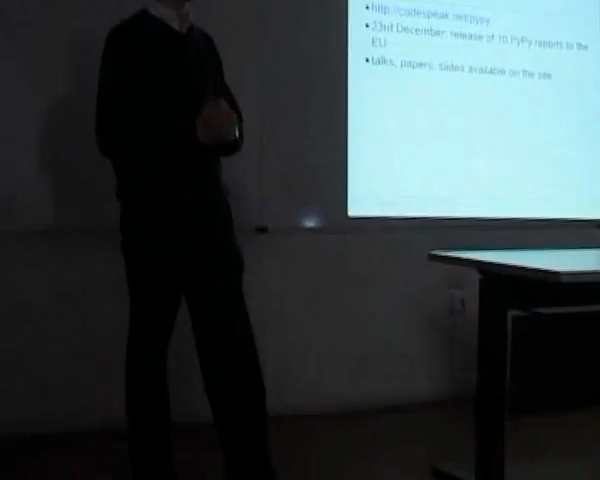 •http://codespeak.net/pypy
•23rd December: release of 10 PyPy reports to the
EU
•talks, papers, slides available on the site